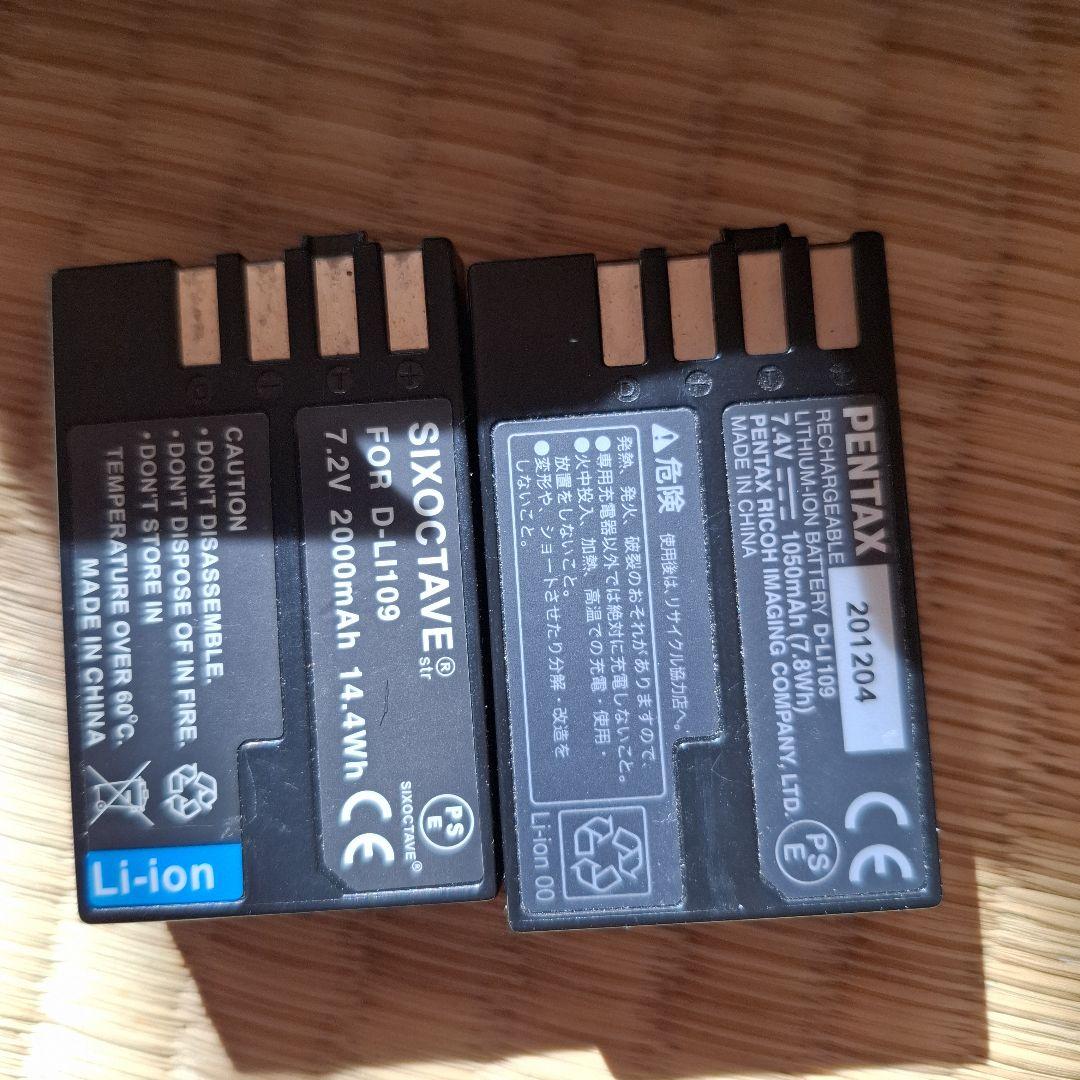 SIXOCTAVE® str
FOR D-LI109
7.2V 2000mAh 14.4Wh
CE
PS
E
SIXOCTAVE®
CAUTION
・DON'T DISASSEMBLE.
・DON'T DISPOSE OF IN FIRE.
・DON'T STORE IN
TEMPERATURE OVER 60°C.
MADE IN CHINA
Li-ion
PENTAX
201204
RECHARGEABLE
LITHIUM-ION BATTERY D-LI109
7.4V 1050mAh (7.8Wh)
PENTAX RICOH IMAGING COMPANY, LTD.
MADE IN CHINA
CE
PS
E
危険 使用後は、リサイクル協力店へ。
発熱、発火、破裂のおそれがありますので、
●専用充電器以外では絶対に充電しないこと。
●火中投入、加熱、高温での充電・使用・
放置をしないこと。
●変形や、ショートさせたり分解・改造を
しないこと。
Li-ion 00